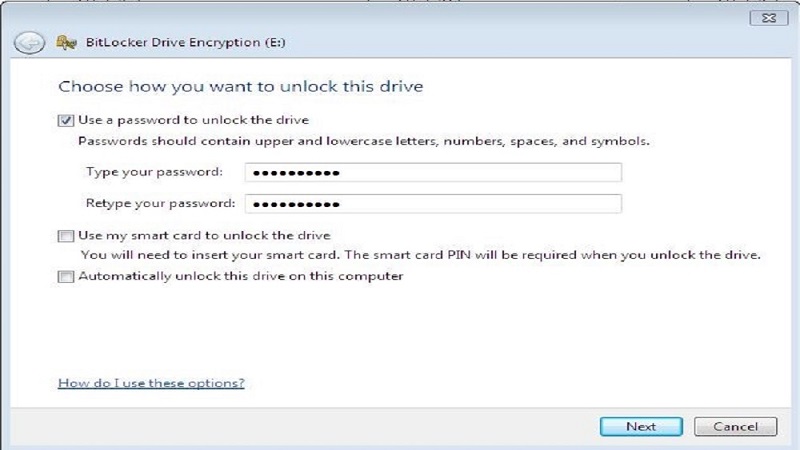 BitLocker Drive Encryption (E:)
Choose how you want to unlock this drive
Use a password to unlock the drive
Passwords should contain upper and lowercase letters, numbers, spaces, and symbols.
Type your password: ●●●●●●●●●●
Retype your password: ●●●●●●●●●●
Use my smart card to unlock the drive
You will need to insert your smart card. The smart card PIN will be required when you unlock the drive.
Automatically unlock this drive on this computer
How do I use these options?
Next Cancel